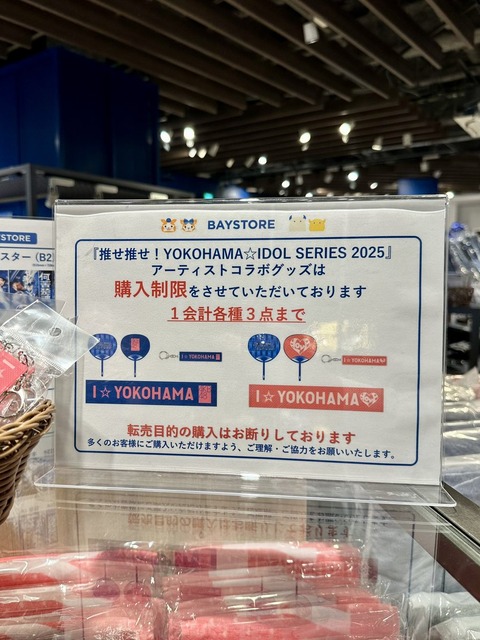 BAYSTORE
『推せ推せ！YOKOHAMA☆IDOL SERIES 2025』
アーティストコラボグッズは
購入制限をさせていただいております
１会計各種３点まで
I☆YOKOHAMA
I☆YOKOHAMA
I☆YOKOHAMA
I☆YOKOHAMA
転売目的の購入はお断りしております
多くのお客様にご購入いただけますよう、ご理解・ご協力をお願いいたします。
YSTORE
スター（B2